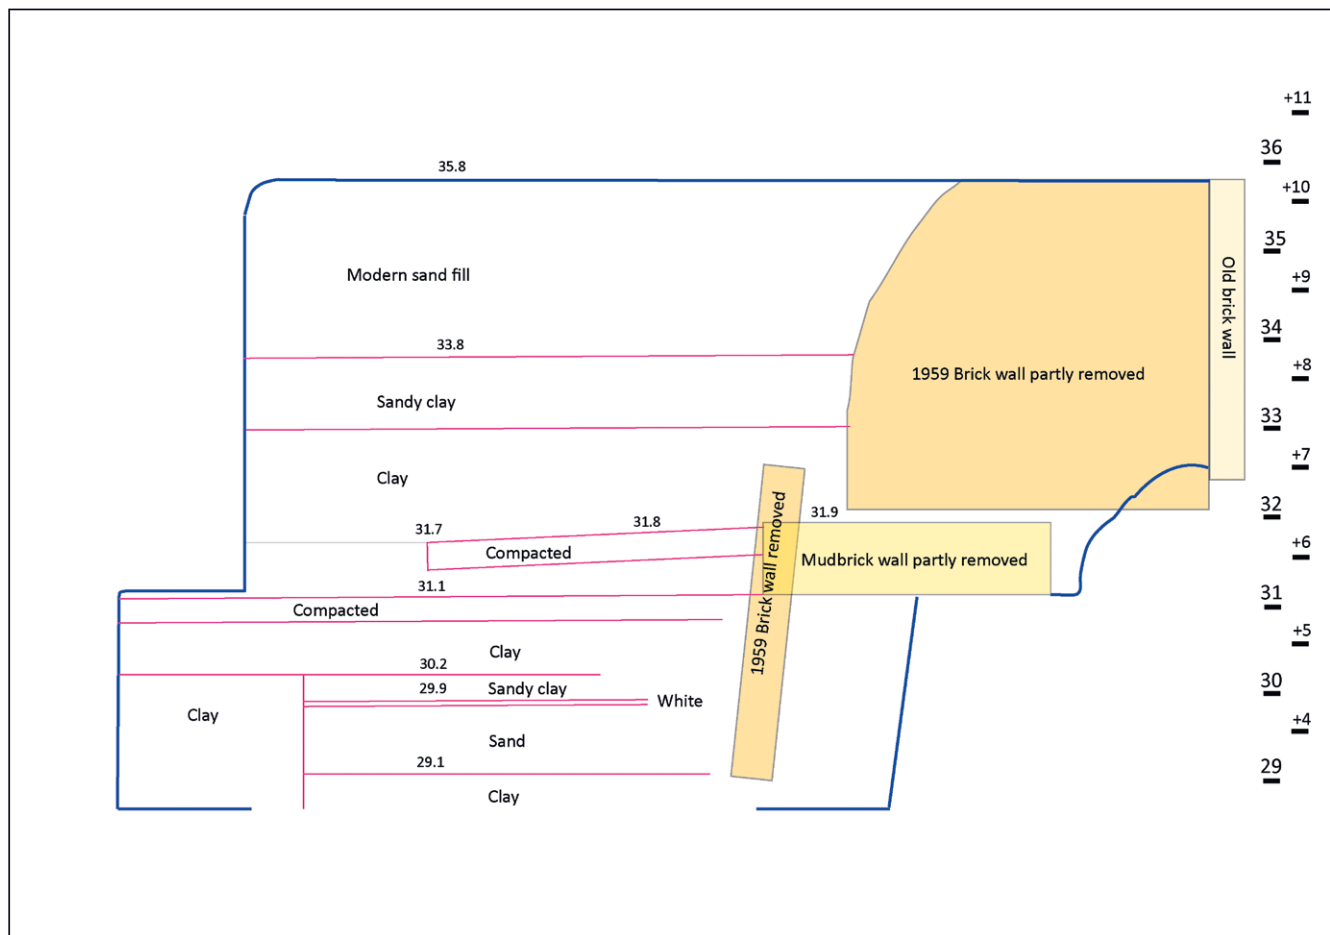 +11
36
35.8
+10
35
Modern sand fill
+9
Old brick wall
34
33.8
+8
1959 Brick wall partly removed
Sandy clay
33
+7
Clay
32
31.9
31.8
31.7
+6
Compacted
Mudbrick wall partly removed
1959 Brick wall removed
31.1
31
Compacted
+5
Clay
30.2
30
29.9
Sandy clay
White
Clay
+4
Sand
29.1
29
Clay